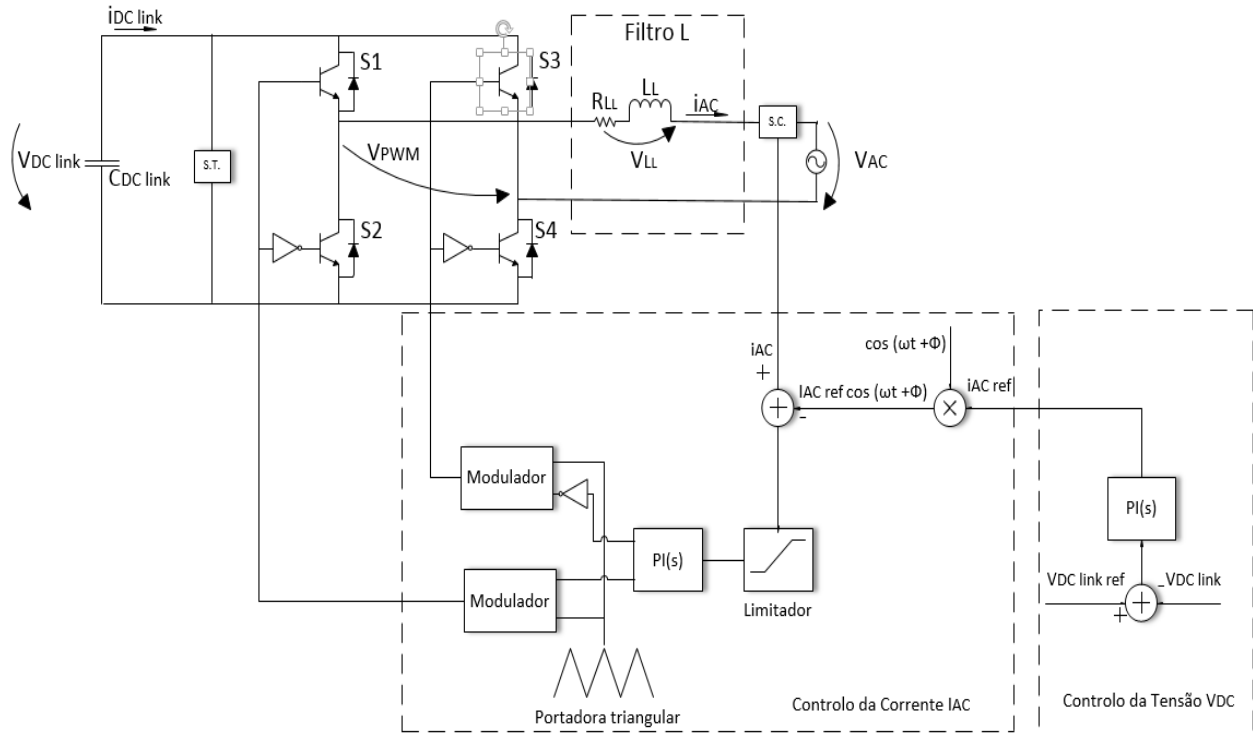 iDC link
Filtro L
S1
S3
RLL
LL
iAC
S.C.
VDC link
CDC link
S.T.
VPWM
VLL
VAC
S2
S4
cos (ωt +Φ)
iAC
+
IAC ref cos (ωt +Φ)
iAC ref
+
-
×
Modulador
PI(s)
PI(s)
Modulador
Limitador
VDC link ref
-VDC link
+
+
Portadora triangular
Controlo da Corrente IAC
Controlo da Tensão VDC